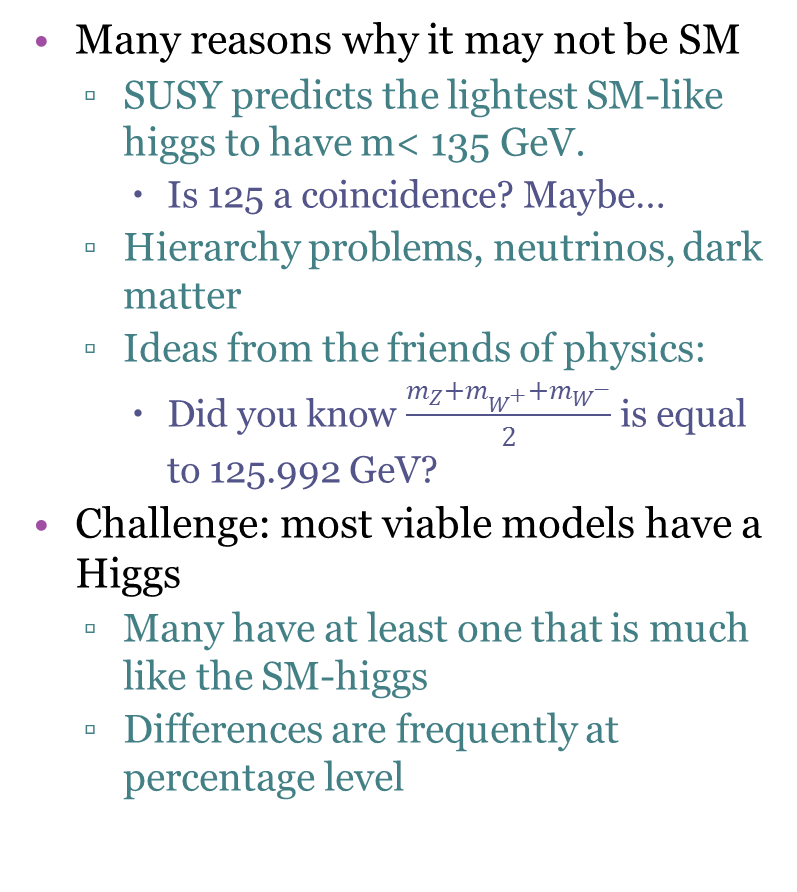 • Many reasons why it may not be SM
▫ SUSY predicts the lightest SM-like
higgs to have m< 135 GeV.
• Is 125 a coincidence? Maybe…
▫ Hierarchy problems, neutrinos, dark
matter
▫ Ideas from the friends of physics:
• Did you know $\frac{m_Z+m_{W^+}+m_{W^-}}{2}$ is equal
to 125.992 GeV?
• Challenge: most viable models have a
Higgs
▫ Many have at least one that is much
like the SM-higgs
▫ Differences are frequently at
percentage level